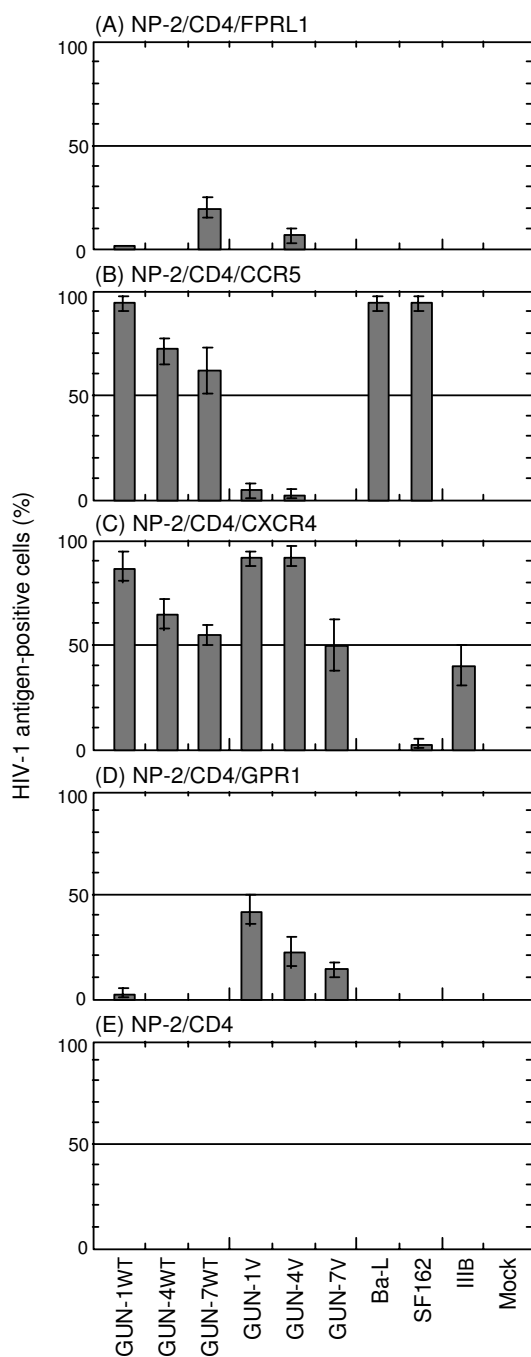 (A) NP-2/CD4/FPRL1
100
50
0
(B) NP-2/CD4/CCR5
100
50
0
(C) NP-2/CD4/CXCR4
100
50
0
(D) NP-2/CD4/GPR1
100
50
0
(E) NP-2/CD4
100
50
0
HIV-1 antigen-positive cells (%)
GUN-1WT
GUN-4WT
GUN-7WT
GUN-1V
GUN-4V
GUN-7V
Ba-L
SF162
IIIB
Mock